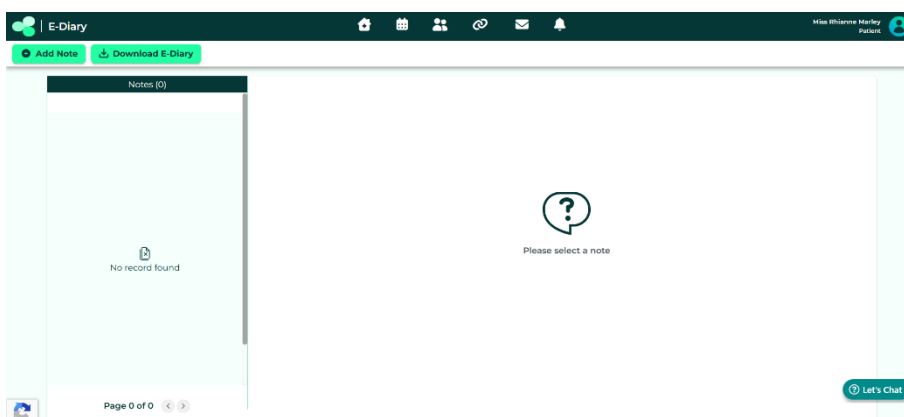 E-Diary
Miss Rhianne Marley
Patient
Add Note
Download E-Diary
Notes (0)
No record found
Please select a note
Page 0 of 0
Let's Chat